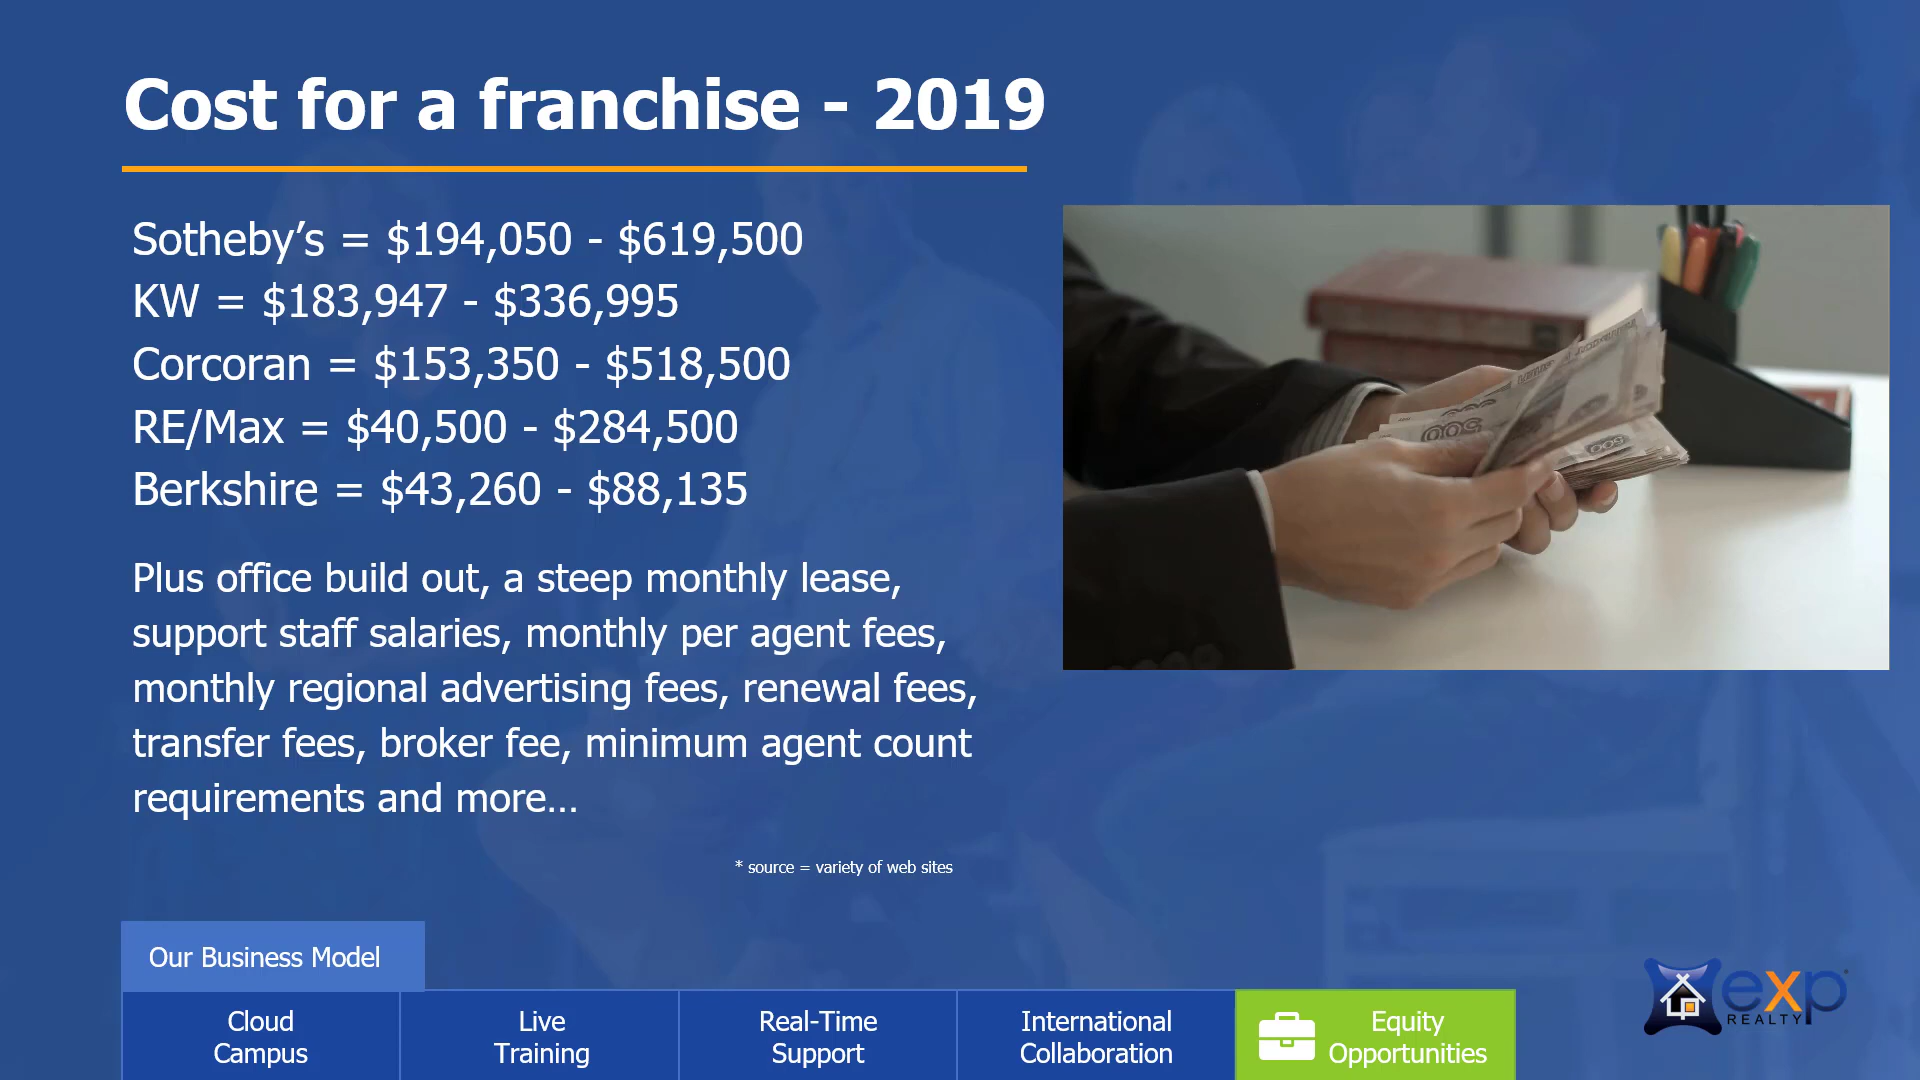 Cost for a franchise - 2019
Sotheby’s = $194,050 - $619,500
KW = $183,947 - $336,995
Corcoran = $153,350 - $518,500
RE/Max = $40,500 - $284,500
Berkshire = $43,260 - $88,135
Plus office build out, a steep monthly lease,
support staff salaries, monthly per agent fees,
monthly regional advertising fees, renewal fees,
transfer fees, broker fee, minimum agent count
requirements and more...
500
500
* source = variety of web sites
Our Business Model
Cloud
Campus
Live
Training
Real-Time
Support
International
Collaboration
Equity
Opportunities
exp
REALTY